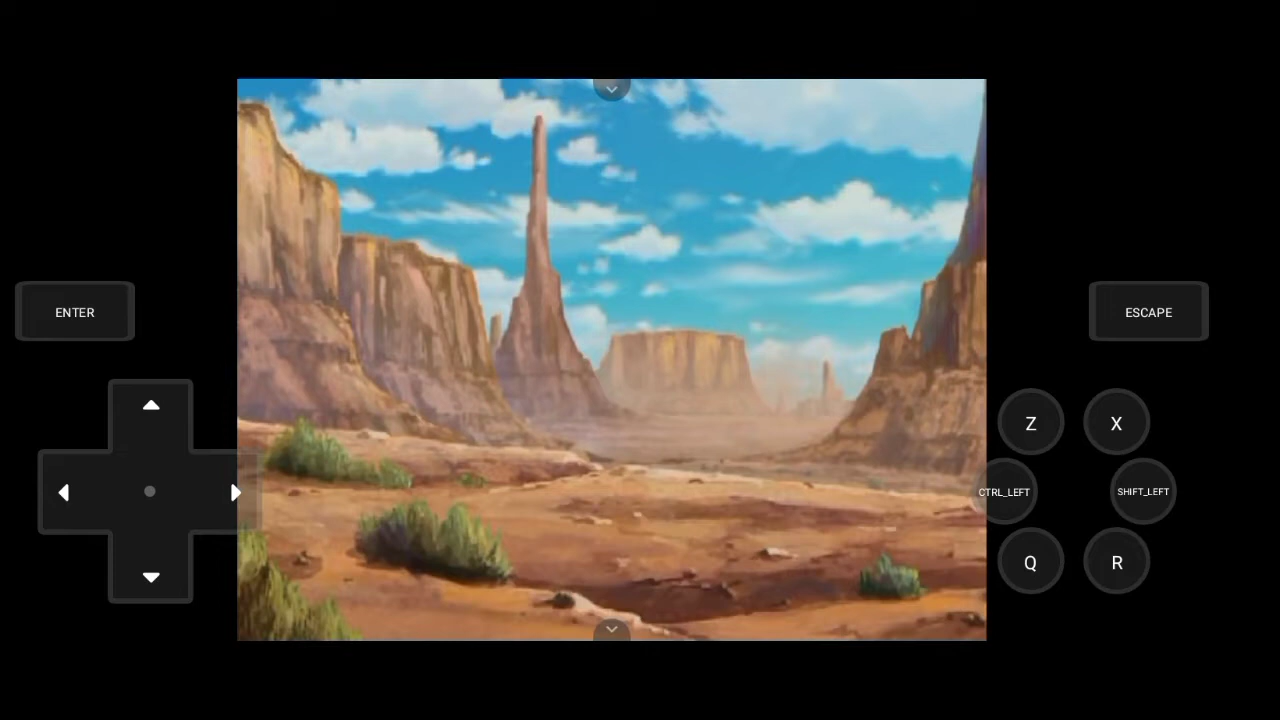 ENTER
ESCAPE
Z
X
CTRL_LEFT
SHIFT_LEFT
Q
R